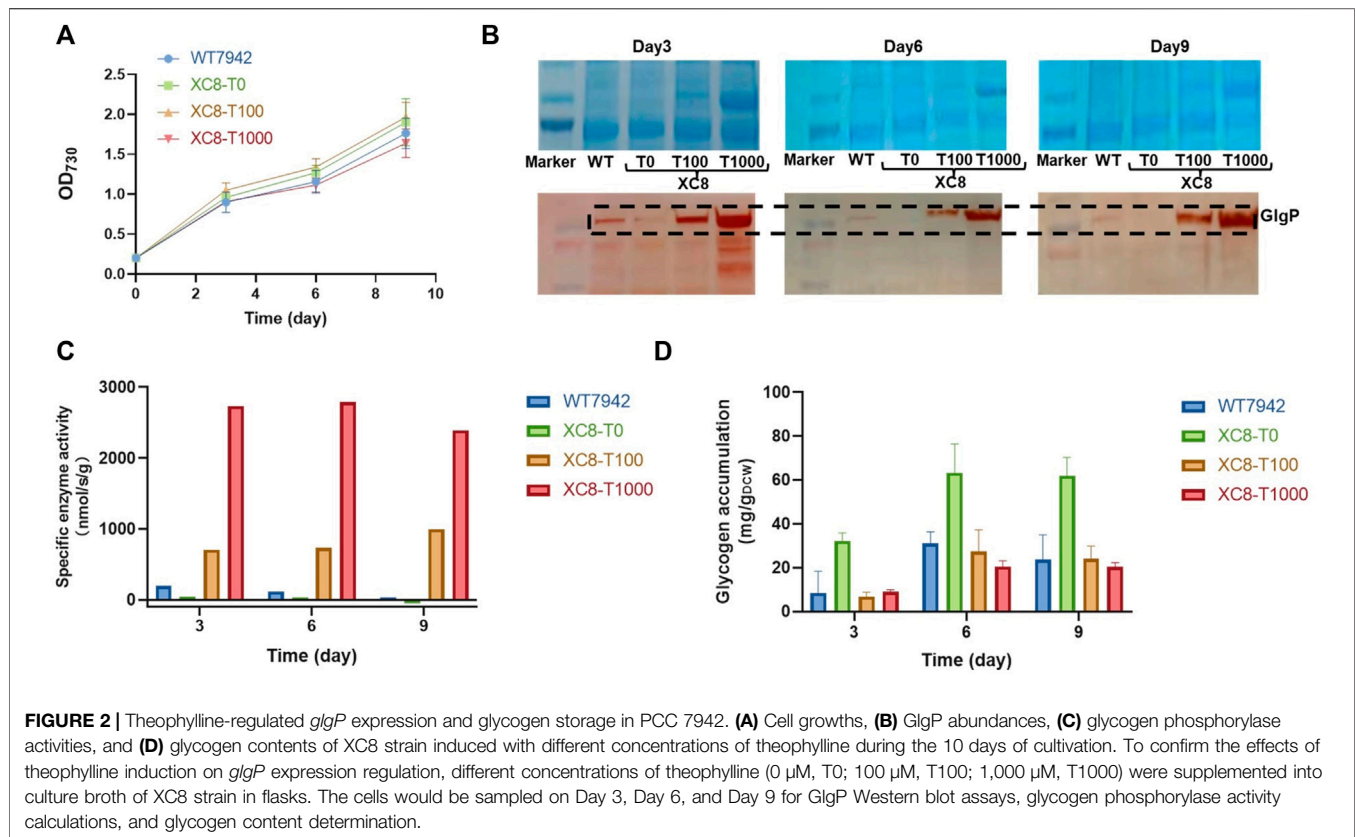 A
WT7942
XC8-T0
XC8-T100
XC8-T1000
2.5
2.0
1.5
1.0
0.5
0.0
OD730
0 2 4 6 8 10
Time (day)
B
Day3 Day6 Day9
Marker WT T0 T100 T1000
XC8
Marker WT T0 T100 T1000
XC8
Marker WT T0 T100 T1000
XC8
GlgP
C
3000
2000
1000
0
Specific enzyme activity
(nmol/s/g)
3 6 9
Time (day)
WT7942
XC8-T0
XC8-T100
XC8-T1000
D
100
80
60
40
20
0
Glycogen accumulation
(mg/gDCW)
3 6 9
Time (day)
WT7942
XC8-T0
XC8-T100
XC8-T1000
FIGURE 2 | Theophylline-regulated glgP expression and glycogen storage in PCC 7942. (A) Cell growths, (B) GlgP abundances, (C) glycogen phosphorylase
activities, and (D) glycogen contents of XC8 strain induced with different concentrations of theophylline during the 10 days of cultivation. To confirm the effects of
theophylline induction on glgP expression regulation, different concentrations of theophylline (0 μM, T0; 100 μM, T100; 1,000 μM, T1000) were supplemented into
culture broth of XC8 strain in flasks. The cells would be sampled on Day 3, Day 6, and Day 9 for GlgP Western blot assays, glycogen phosphorylase activity
calculations, and glycogen content determination.